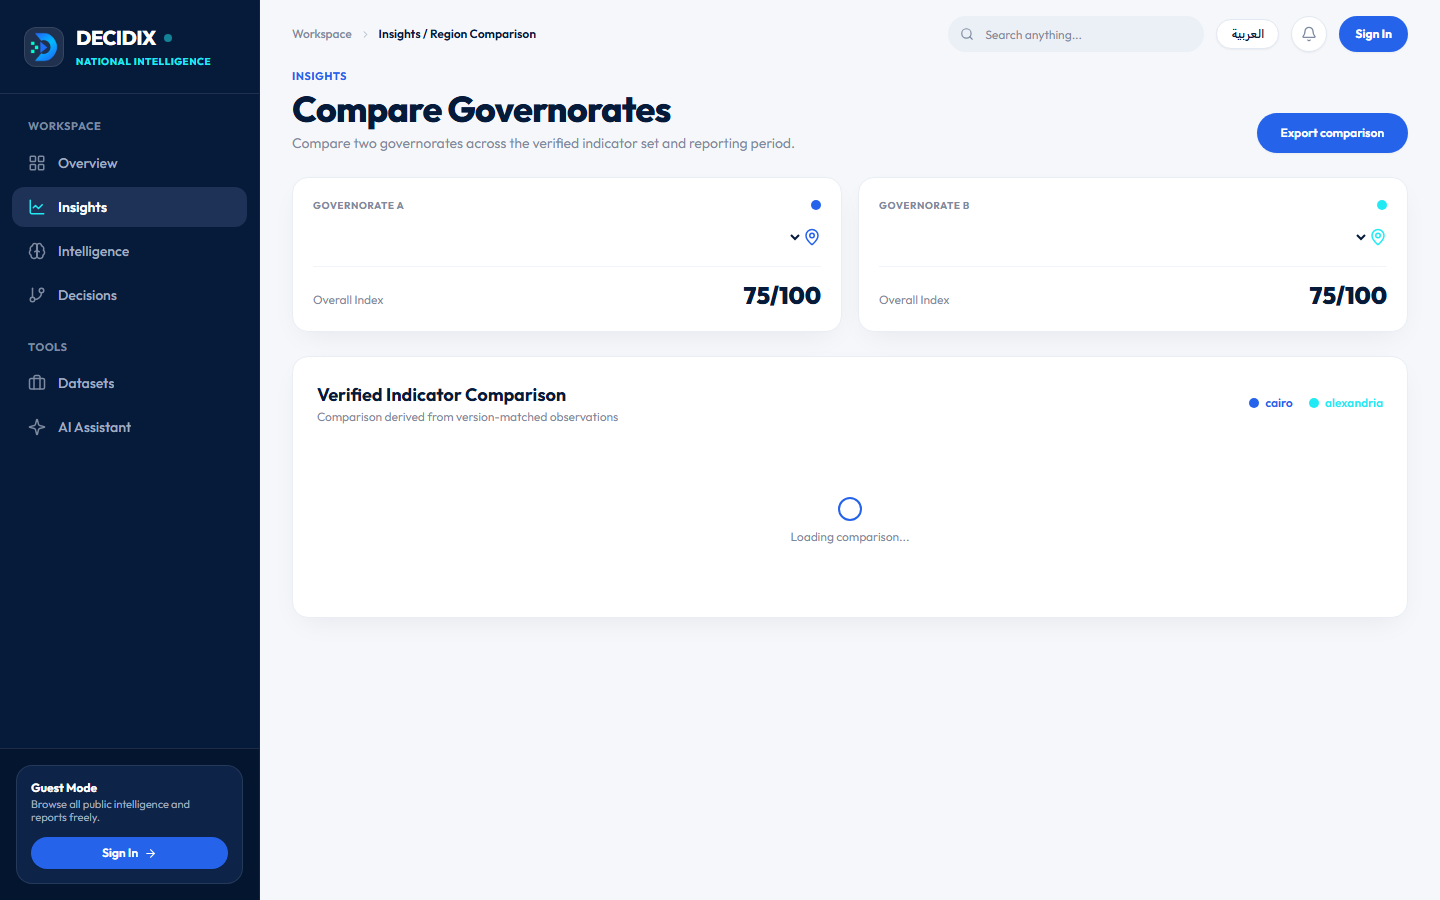 DECIDIX
NATIONAL INTELLIGENCE
WORKSPACE
Overview
Insights
Intelligence
Decisions
TOOLS
Datasets
AI Assistant
Guest Mode
Browse all public intelligence and
reports freely.
Sign In
Workspace
Insights / Region Comparison
Search anything...
العربية
Sign In
INSIGHTS
Compare Governorates
Compare two governorates across the verified indicator set and reporting period.
Export comparison
GOVERNORATE A
Overall Index
75/100
GOVERNORATE B
Overall Index
75/100
Verified Indicator Comparison
Comparison derived from version-matched observations
cairo
alexandria
Loading comparison...